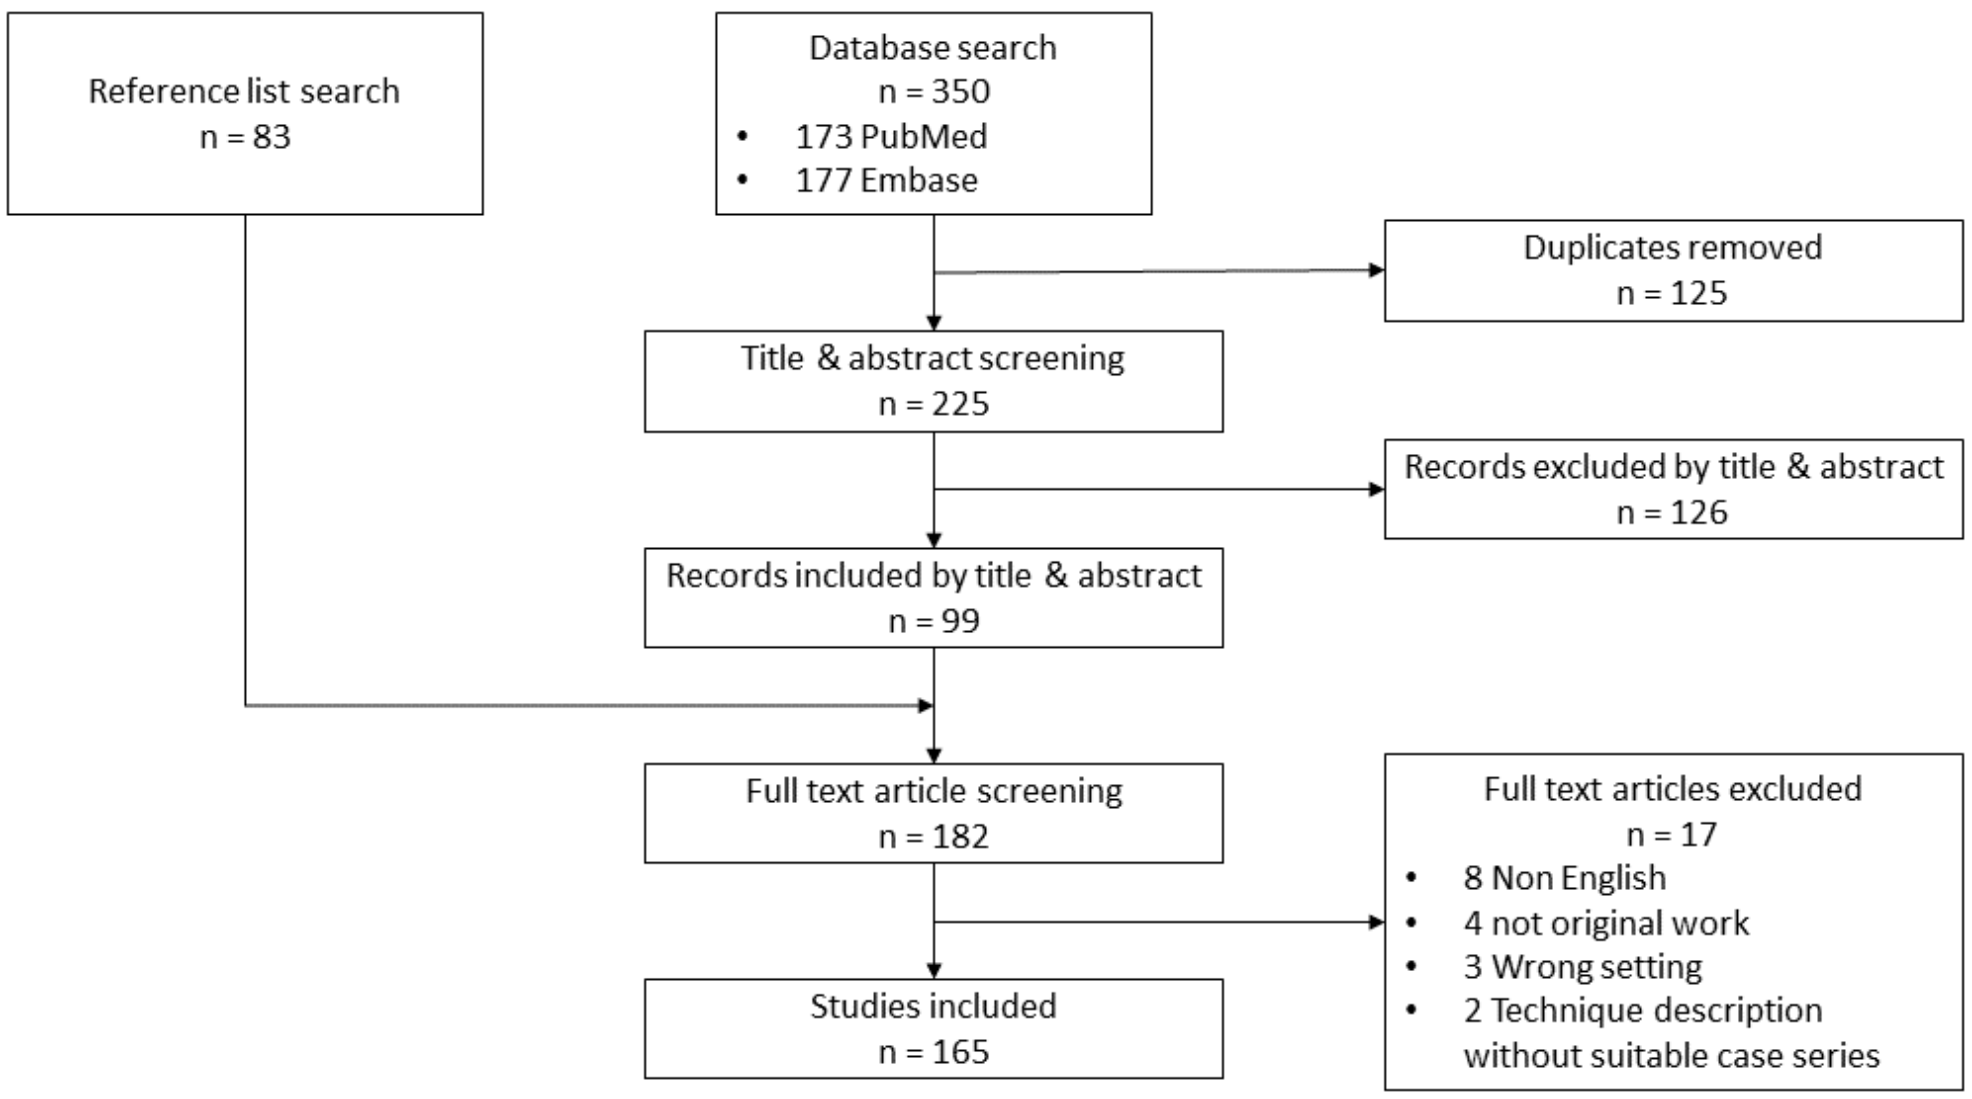 Reference list search
n = 83
Database search
n = 350
• 173 PubMed
• 177 Embase
Duplicates removed
n = 125
Title & abstract screening
n = 225
Records excluded by title & abstract
n = 126
Records included by title & abstract
n = 99
Full text article screening
n = 182
Full text articles excluded
n = 17
• 8 Non English
• 4 not original work
• 3 Wrong setting
• 2 Technique description
without suitable case series
Studies included
n = 165